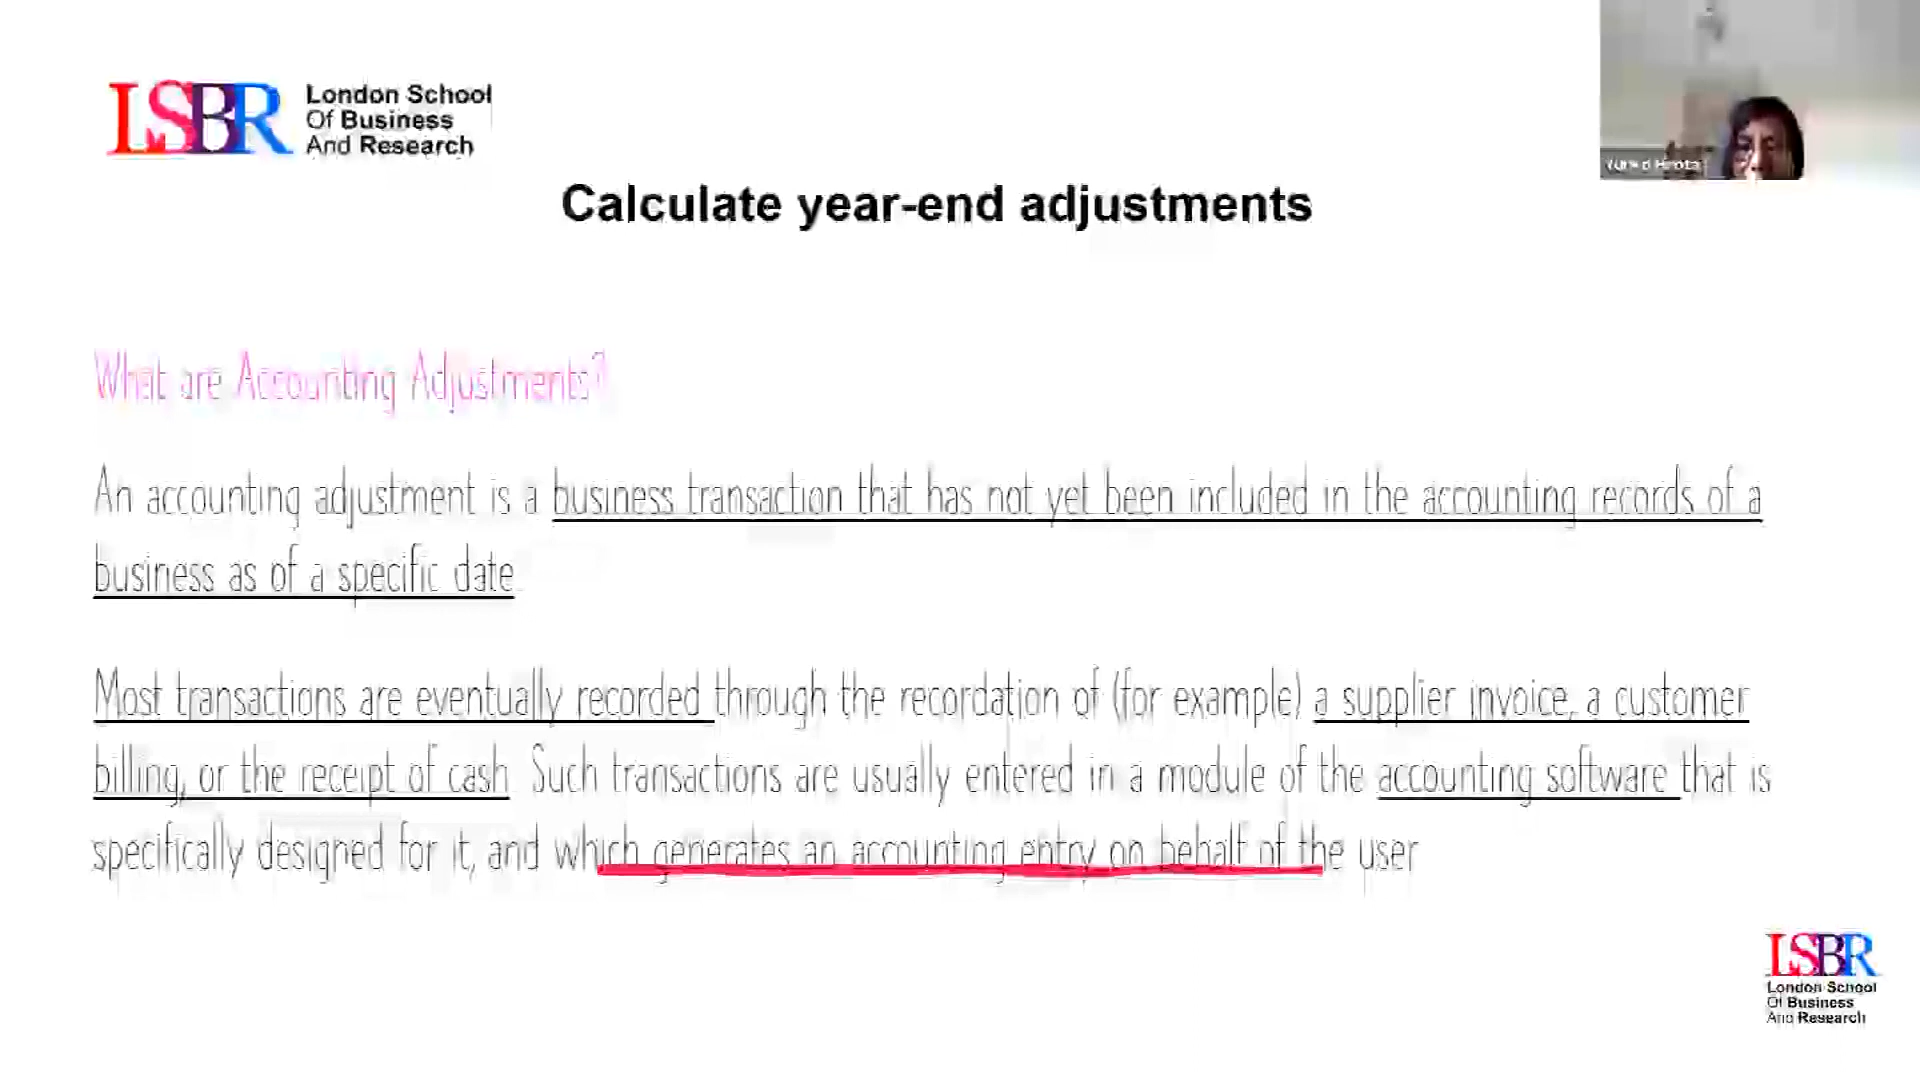 LSBR London School
Of Business
And Research
Calculate year-end adjustments
What are Accounting Adjustments?
An accounting adjustment is a business transaction that has not yet been included in the accounting records of a
business as of a specific date
Most transactions are eventually recorded through the recordation of (for example) a supplier invoice, a customer
billing, or the receipt of cash Such transactions are usually entered in a module of the accounting software that is
specifically designed for it, and which generates an accounting entry on behalf of the user
LSBR
London School
Of Business
And Research